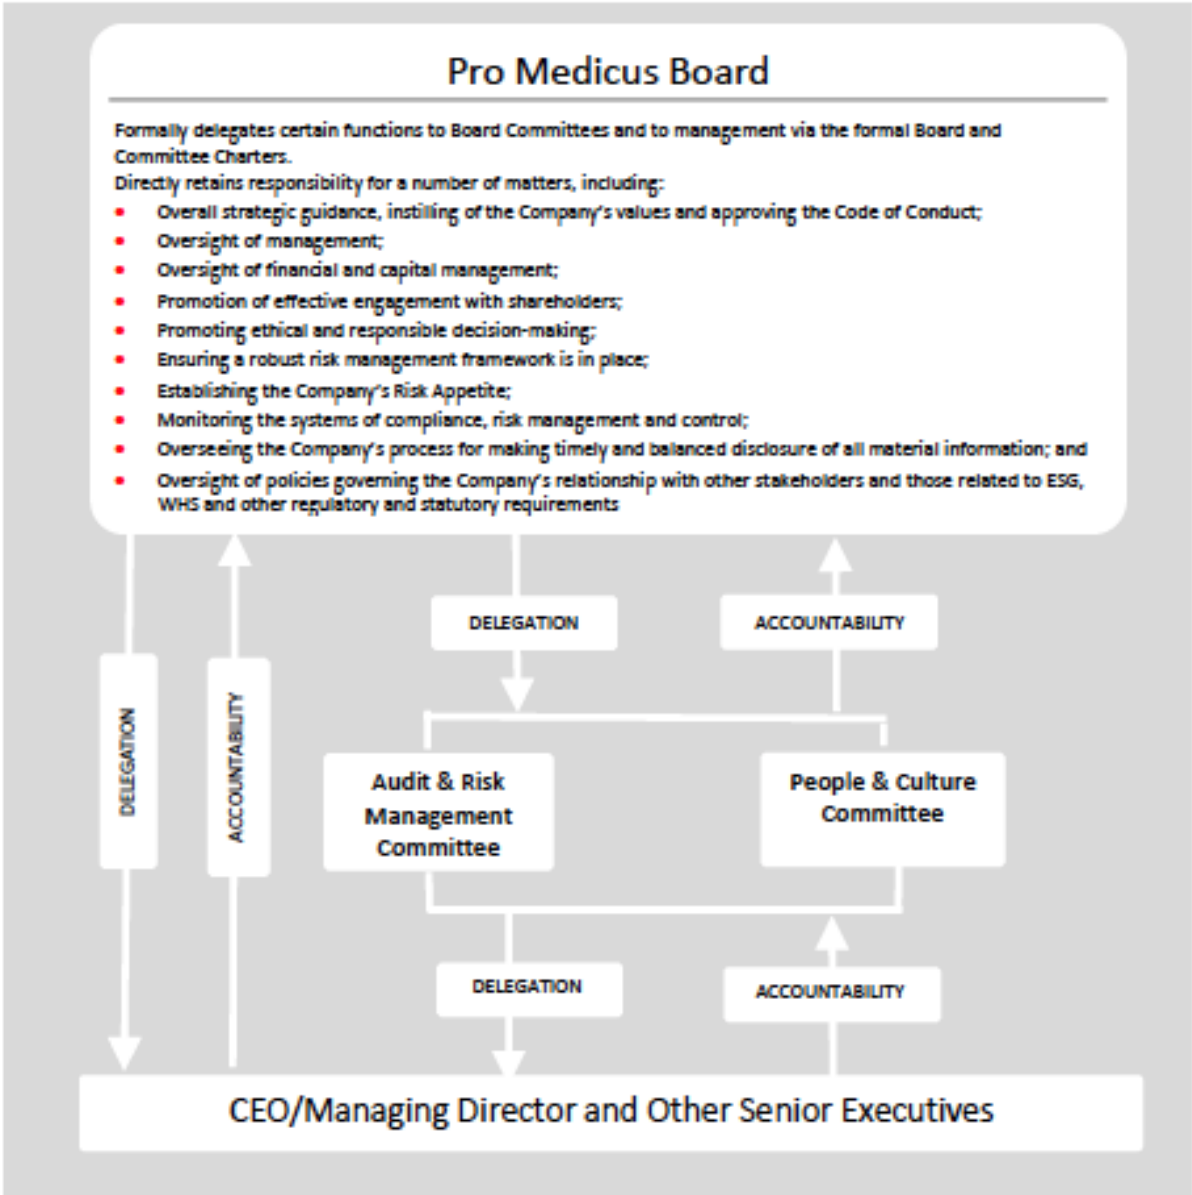 Pro Medicus Board
Formally delegates certain functions to Board Committees and to management via the formal Board and
Committee Charters.
Directly retains responsibility for a number of matters, including:
• Overall strategic guidance, instilling of the Company's values and approving the Code of Conduct;
• Oversight of management;
• Oversight of financial and capital management;
• Promotion of effective engagement with shareholders;
• Promoting ethical and responsible decision-making;
• Ensuring a robust risk management framework is in place;
• Establishing the Company's Risk Appetite;
• Monitoring the systems of compliance, risk management and control;
• Overseeing the Company's process for making timely and balanced disclosure of all material information; and
• Oversight of policies governing the Company's relationship with other stakeholders and those related to ESG,
WHS and other regulatory and statutory requirements
DELEGATION
ACCOUNTABILITY
DELEGATION
ACCOUNTABILITY
Audit & Risk
Management
Committee
People & Culture
Committee
DELEGATION
ACCOUNTABILITY
CEO/Managing Director and Other Senior Executives